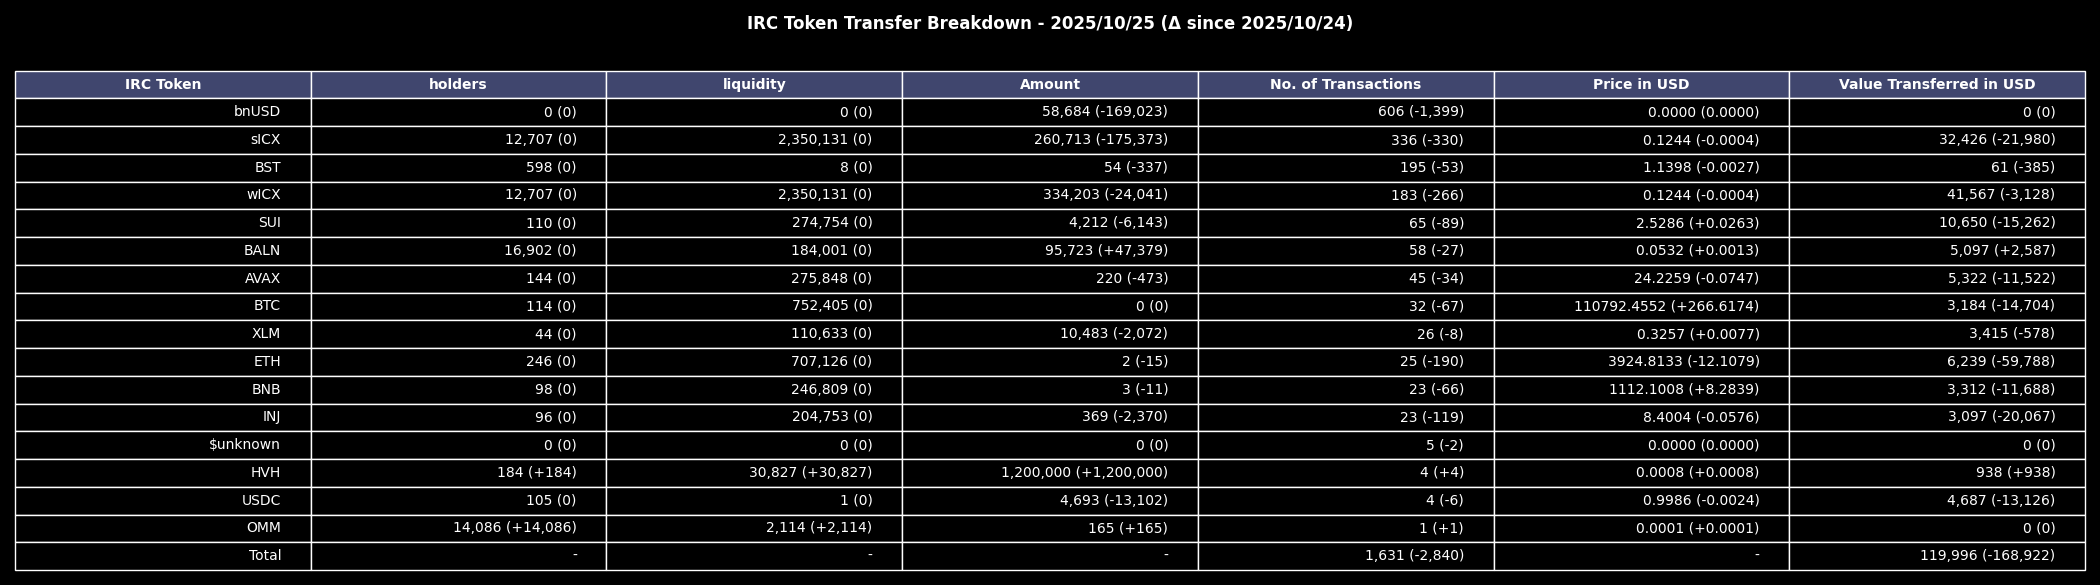 IRC Token Transfer Breakdown - 2025/10/25 (Δ since 2025/10/24)
IRC Token holders liquidity Amount No. of Transactions Price in USD Value Transferred in USD
bnUSD 0 (0) 0 (0) 58,684 (-169,023) 606 (-1,399) 0.0000 (0.0000) 0 (0)
sICX 12,707 (0) 2,350,131 (0) 260,713 (-175,373) 336 (-330) 0.1244 (-0.0004) 32,426 (-21,980)
BST 598 (0) 8 (0) 54 (-337) 195 (-53) 1.1398 (-0.0027) 61 (-385)
wICX 12,707 (0) 2,350,131 (0) 334,203 (-24,041) 183 (-266) 0.1244 (-0.0004) 41,567 (-3,128)
SUI 110 (0) 274,754 (0) 4,212 (-6,143) 65 (-89) 2.5286 (+0.0263) 10,650 (-15,262)
BALN 16,902 (0) 184,001 (0) 95,723 (+47,379) 58 (-27) 0.0532 (+0.0013) 5,097 (+2,587)
AVAX 144 (0) 275,848 (0) 220 (-473) 45 (-34) 24.2259 (-0.0747) 5,322 (-11,522)
BTC 114 (0) 752,405 (0) 0 (0) 32 (-67) 110792.4552 (+266.6174) 3,184 (-14,704)
XLM 44 (0) 110,633 (0) 10,483 (-2,072) 26 (-8) 0.3257 (+0.0077) 3,415 (-578)
ETH 246 (0) 707,126 (0) 2 (-15) 25 (-190) 3924.8133 (-12.1079) 6,239 (-59,788)
BNB 98 (0) 246,809 (0) 3 (-11) 23 (-66) 1112.1008 (+8.2839) 3,312 (-11,688)
INJ 96 (0) 204,753 (0) 369 (-2,370) 23 (-119) 8.4004 (-0.0576) 3,097 (-20,067)
$unknown 0 (0) 0 (0) 0 (0) 5 (-2) 0.0000 (0.0000) 0 (0)
HVH 184 (+184) 30,827 (+30,827) 1,200,000 (+1,200,000) 4 (+4) 0.0008 (+0.0008) 938 (+938)
USDC 105 (0) 1 (0) 4,693 (-13,102) 4 (-6) 0.9986 (-0.0024) 4,687 (-13,126)
OMM 14,086 (+14,086) 2,114 (+2,114) 165 (+165) 1 (+1) 0.0001 (+0.0001) 0 (0)
Total - - - 1,631 (-2,840) - 119,996 (-168,922)